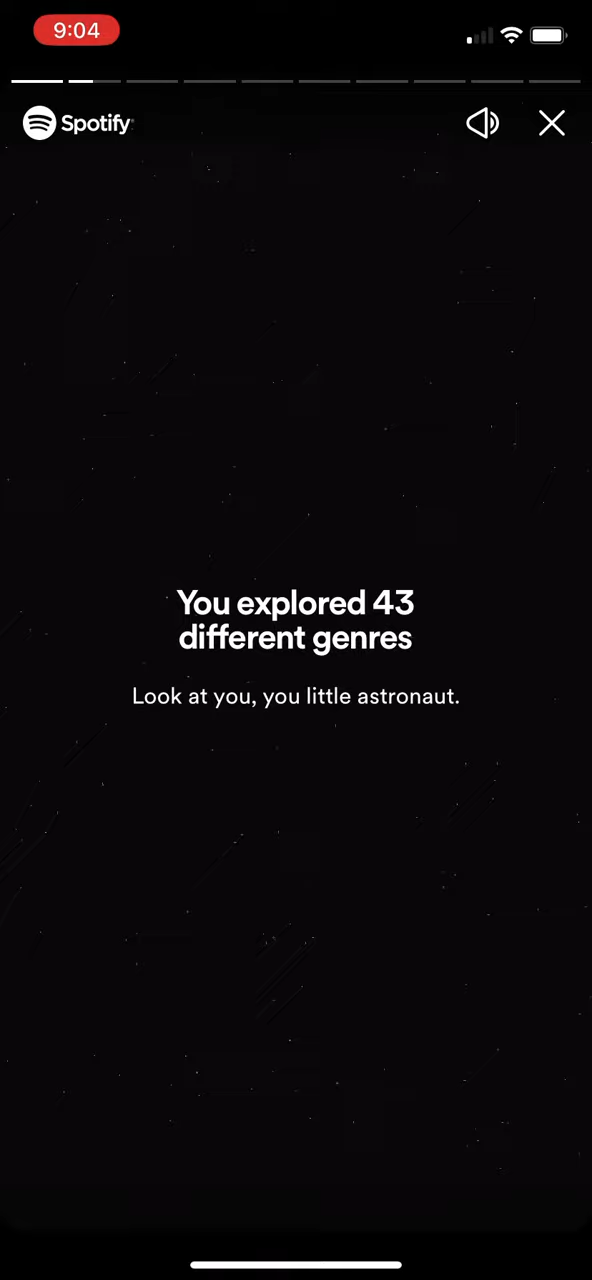 9:04
Spotify
You explored 43
different genres
Look at you, you little astronaut.